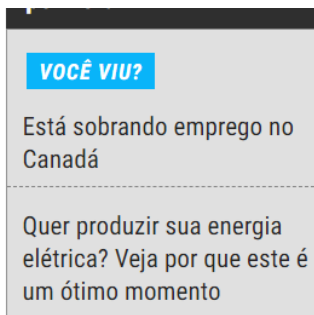 VOCÊ VIU?
Está sobrando emprego no
Canadá
Quer produzir sua energia
elétrica? Veja por que este é
um ótimo momento